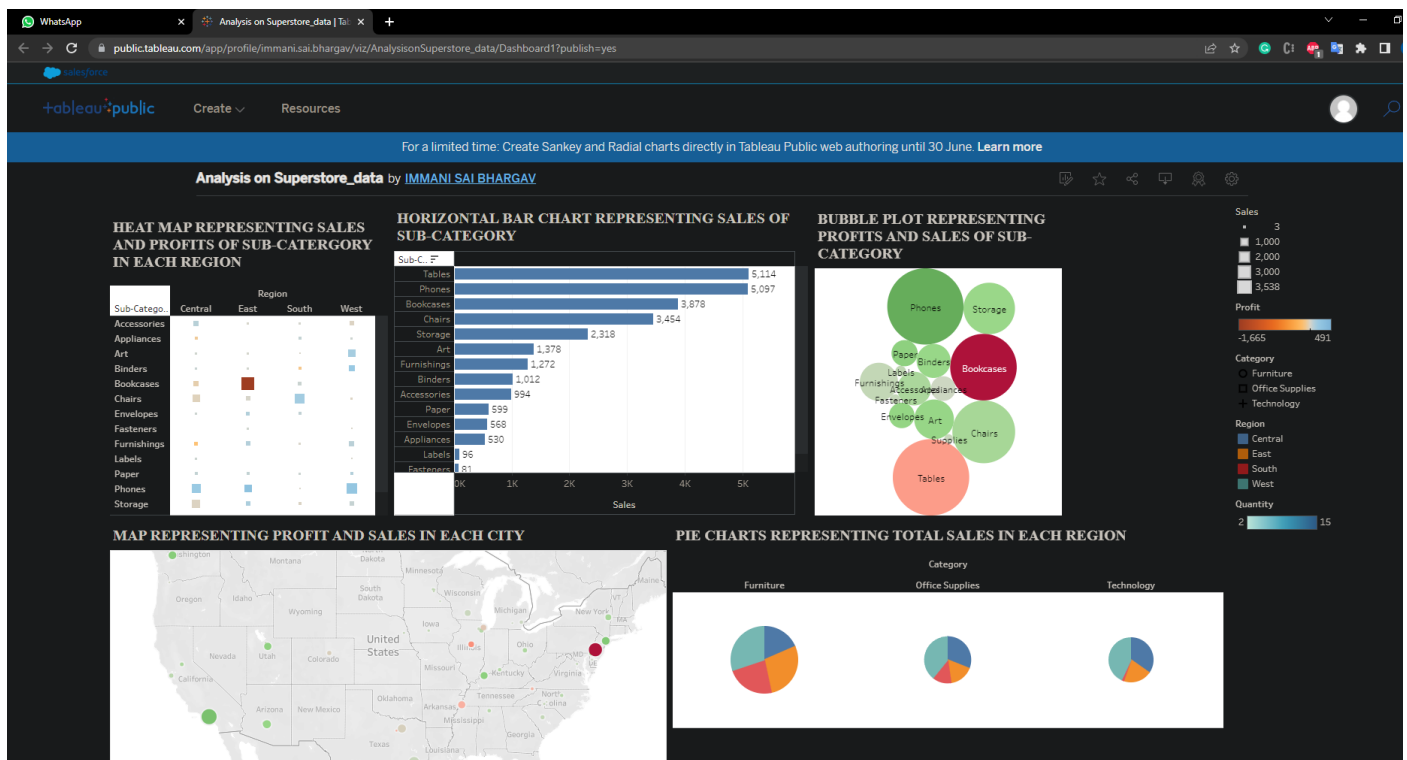 WhatsApp
Analysis on Superstore_data | Tab
public.tableau.com/app/profile/immani.sai.bhargav/viz/AnalysisonSuperstore_data/Dashboard1?publish=yes
salesforce
+ableau public
Create
Resources
For a limited time: Create Sankey and Radial charts directly in Tableau Public web authoring until 30 June. Learn more
Analysis on Superstore_data by IMMANI SAI BHARGAV
HEAT MAP REPRESENTING SALES
AND PROFITS OF SUB-CATERGORY
IN EACH REGION
Region
Sub-Catego.. Central East South West
Accessories
Appliances
Art
Binders
Bookcases
Chairs
Envelopes
Fasteners
Furnishings
Labels
Paper
Phones
Storage
HORIZONTAL BAR CHART REPRESENTING SALES OF
SUB-CATEGORY
Sub-C..
Tables 5,114
Phones 5,097
Bookcases 3,878
Chairs 3,454
Storage 2,318
Art 1,378
Furnishings 1,272
Binders 1,012
Accessories 994
Paper 599
Envelopes 568
Appliances 530
Labels 96
Fasteners 81
0K 1K 2K 3K 4K 5K
Sales
BUBBLE PLOT REPRESENTING
PROFITS AND SALES OF SUB-
CATEGORY
Phones
Storage
Paper
Binders
Bookcases
Labels
Furnishings
Accessories
Appliances
Fasteners
Envelopes
Art
Supplies
Chairs
Tables
Sales
3
1,000
2,000
3,000
3,538
Profit
-1,665 491
Category
Furniture
Office Supplies
Technology
Region
Central
East
South
West
Quantity
2 15
MAP REPRESENTING PROFIT AND SALES IN EACH CITY
Montana
Dakota
Minnesota
Maine
Oregon
Idaho
South
Dakota
Wisconsin
VT
Wyoming
Michigan
New York
MA
Iowa
United
States
Nevada
Utah
Colorado
Illinois
Ohio
MD
Missouri
Kentucky
Virginia
California
Oklahoma
Tennessee
North
Arizona
New Mexico
Arkansas
Mississippi
Georgia
Texas
Louisiana
PIE CHARTS REPRESENTING TOTAL SALES IN EACH REGION
Category
Furniture Office Supplies Technology